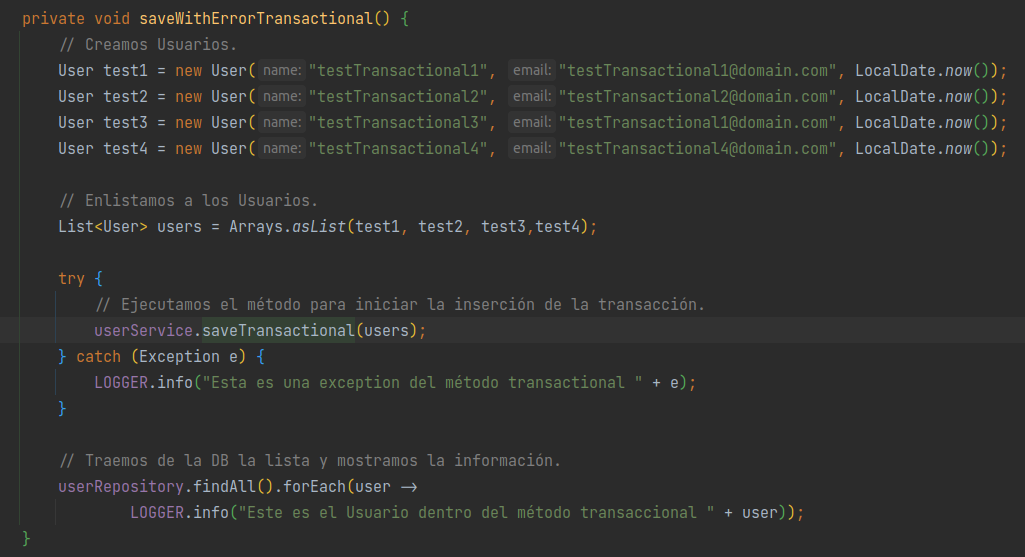 private void saveWithErrorTransactional() {
// Creamos Usuarios.
User test1 = new User( name: "testTransactional1", email: "testTransactional1@domain.com", LocalDate.now());
User test2 = new User( name: "testTransactional2", email: "testTransactional2@domain.com", LocalDate.now());
User test3 = new User( name: "testTransactional3", email: "testTransactional1@domain.com", LocalDate.now());
User test4 = new User( name: "testTransactional4", email: "testTransactional4@domain.com", LocalDate.now());
// Enlistamos a los Usuarios.
List<User> users = Arrays.asList(test1, test2, test3,test4);
try {
// Ejecutamos el método para iniciar la inserción de la transacción.
userService.saveTransactional(users);
} catch (Exception e) {
LOGGER.info("Esta es una exception del método transactional " + e);
}
// Traemos de la DB la lista y mostramos la información.
userRepository.findAll().forEach(user ->
LOGGER.info("Este es el Usuario dentro del método transaccional " + user));
}